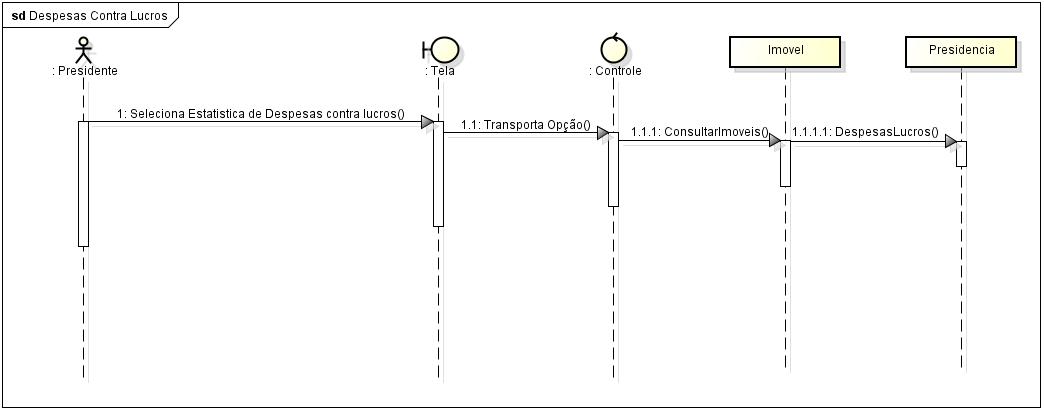 sd Despesas Contra Lucros
: Presidente
: Tela
: Controle
Imovel
Presidencia
1: Seleciona Estatistica de Despesas contra lucros()
1.1: Transporta Opção()
1.1.1: ConsultarImoveis()
1.1.1.1: DespesasLucros()